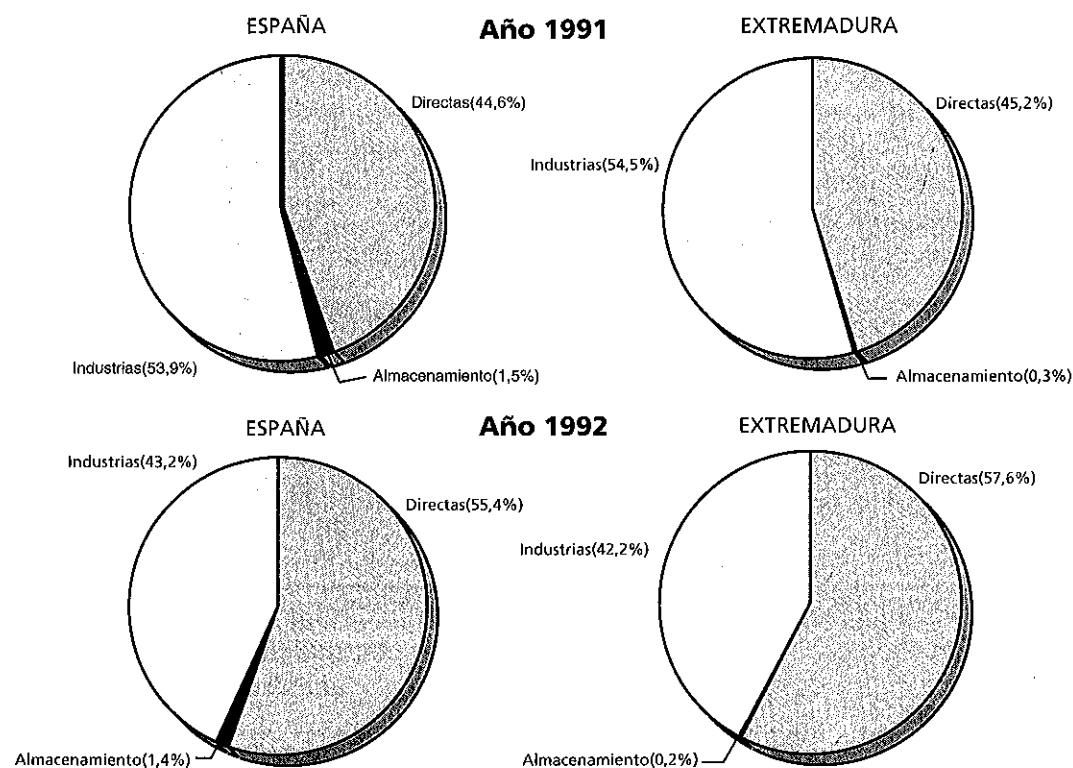 ESPAÑA
Año 1991
EXTREMADURA
Directas(44,6%)
Directas(45,2%)
Industrias(54,5%)
Industrias(53,9%)
Almacenamiento(1,5%)
Almacenamiento(0,3%)
ESPAÑA
Año 1992
EXTREMADURA
Industrias(43,2%)
Directas(57,6%)
Directas(55,4%)
Industrias(42,2%)
Almacenamiento(1,4%)
Almacenamiento(0,2%)